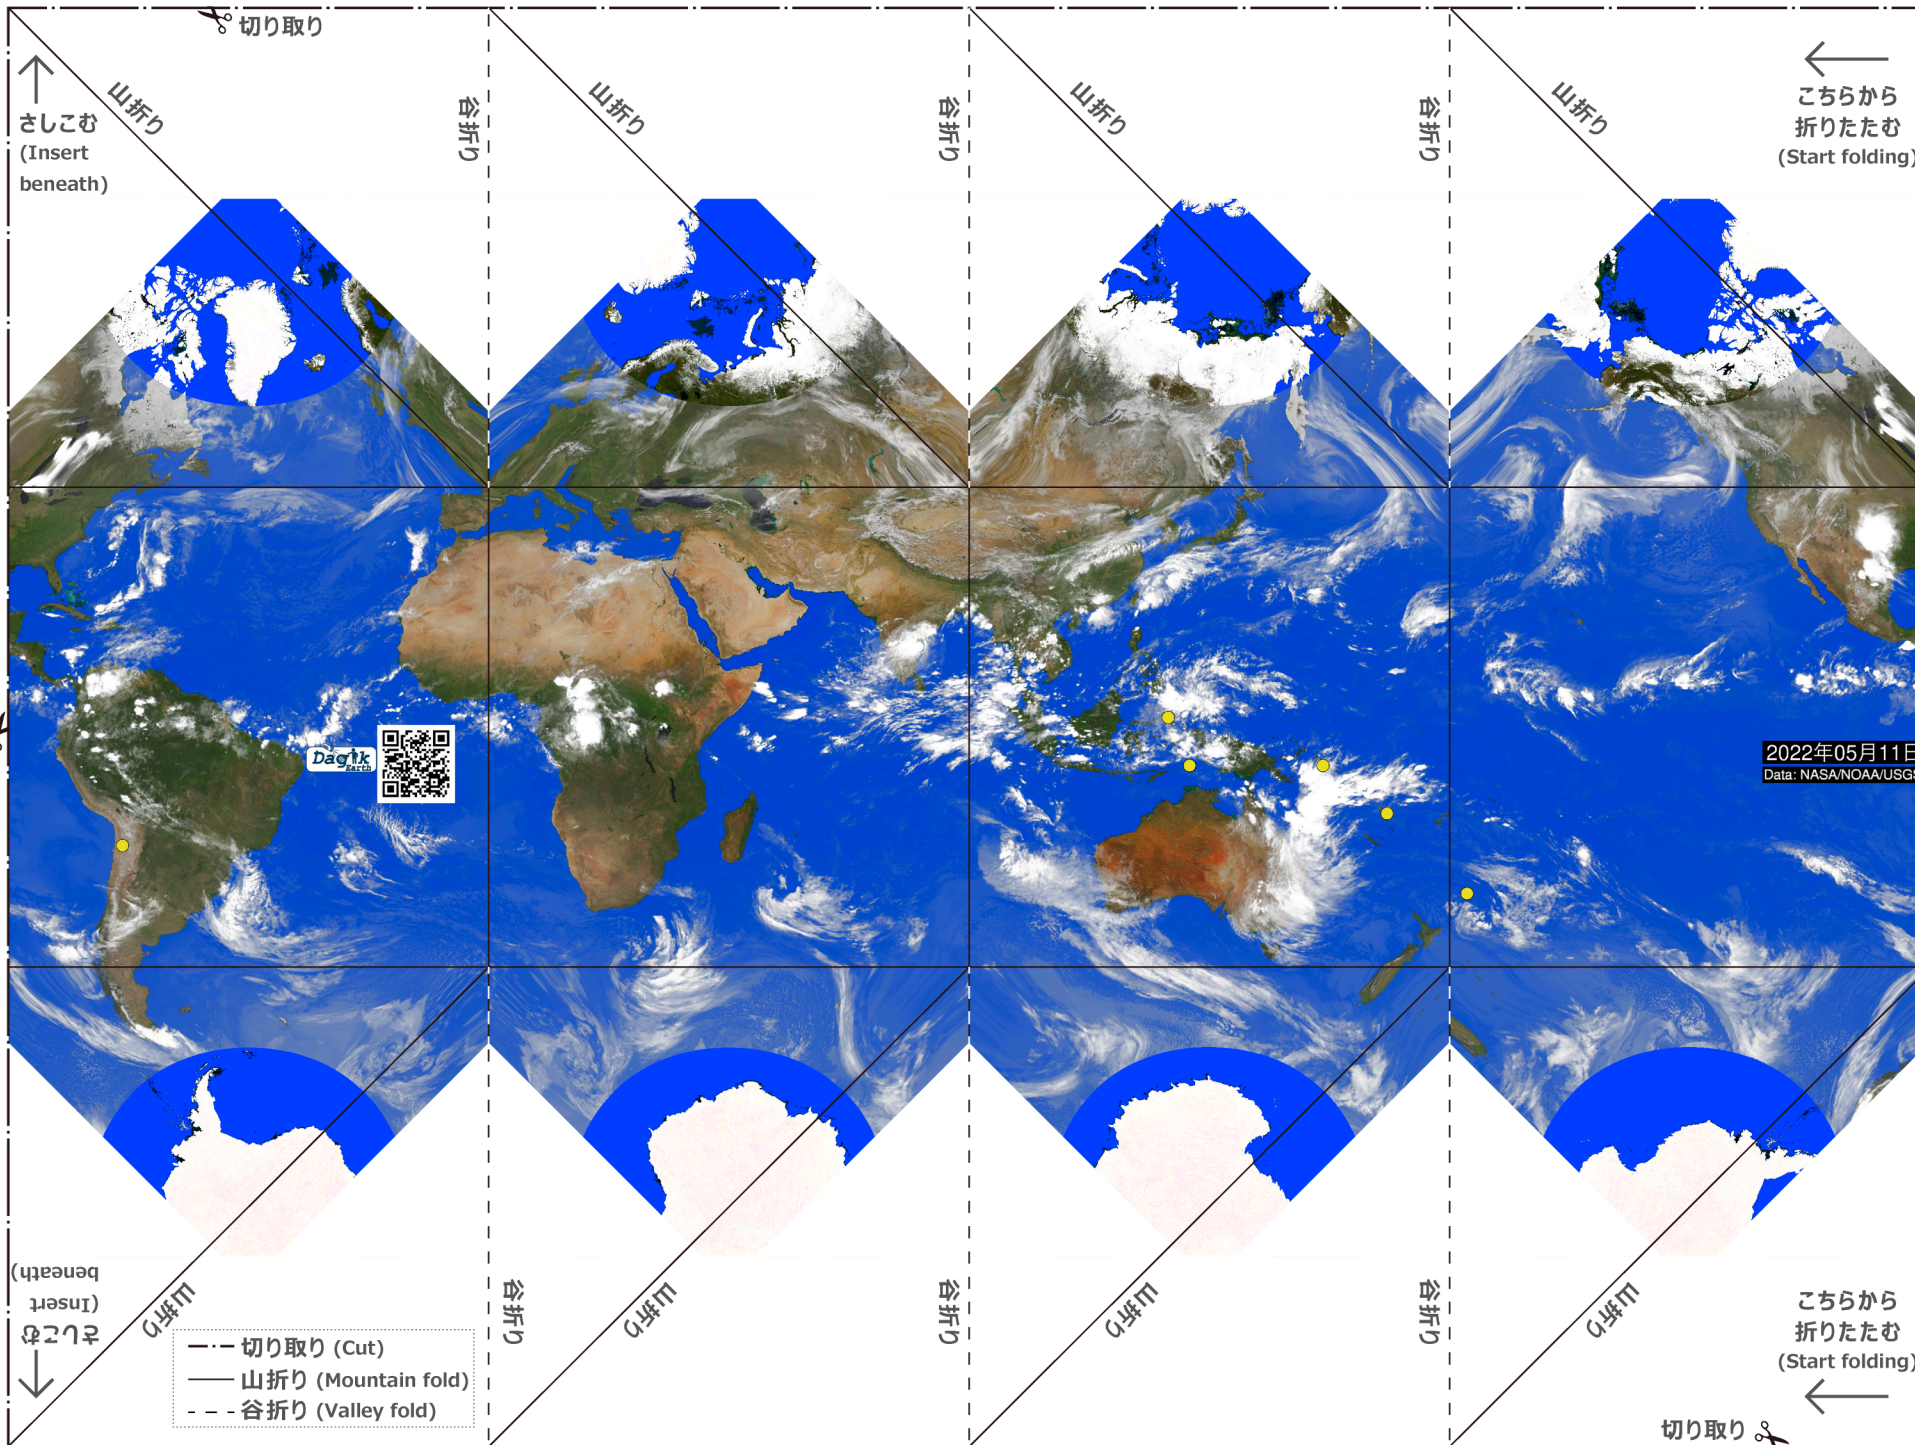 切り取り
さしこむ
(Insert
beneath)
山折り
谷折り
山折り
谷折り
山折り
谷折り
山折り
こちらから
折りたたむ
(Start folding)
Dagik
Earth
2022年05月11日
Data: NASA/NOAA/USGS
さしこむ
(Insert
beneath)
山折り
谷折り
山折り
谷折り
山折り
谷折り
山折り
こちらから
折りたたむ
(Start folding)
切り取り (Cut)
山折り (Mountain fold)
谷折り (Valley fold)
切り取り